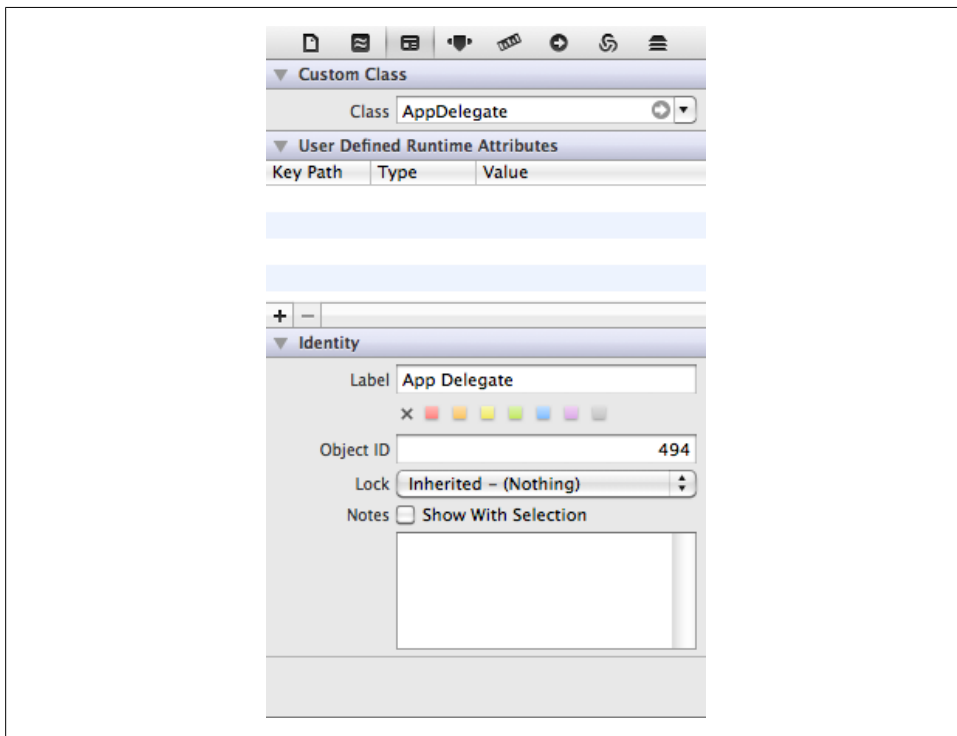 Custom Class
Class AppDelegate
User Defined Runtime Attributes
Key Path Type Value
+ −
Identity
Label App Delegate
×
Object ID 494
Lock Inherited – (Nothing)
Notes Show With Selection